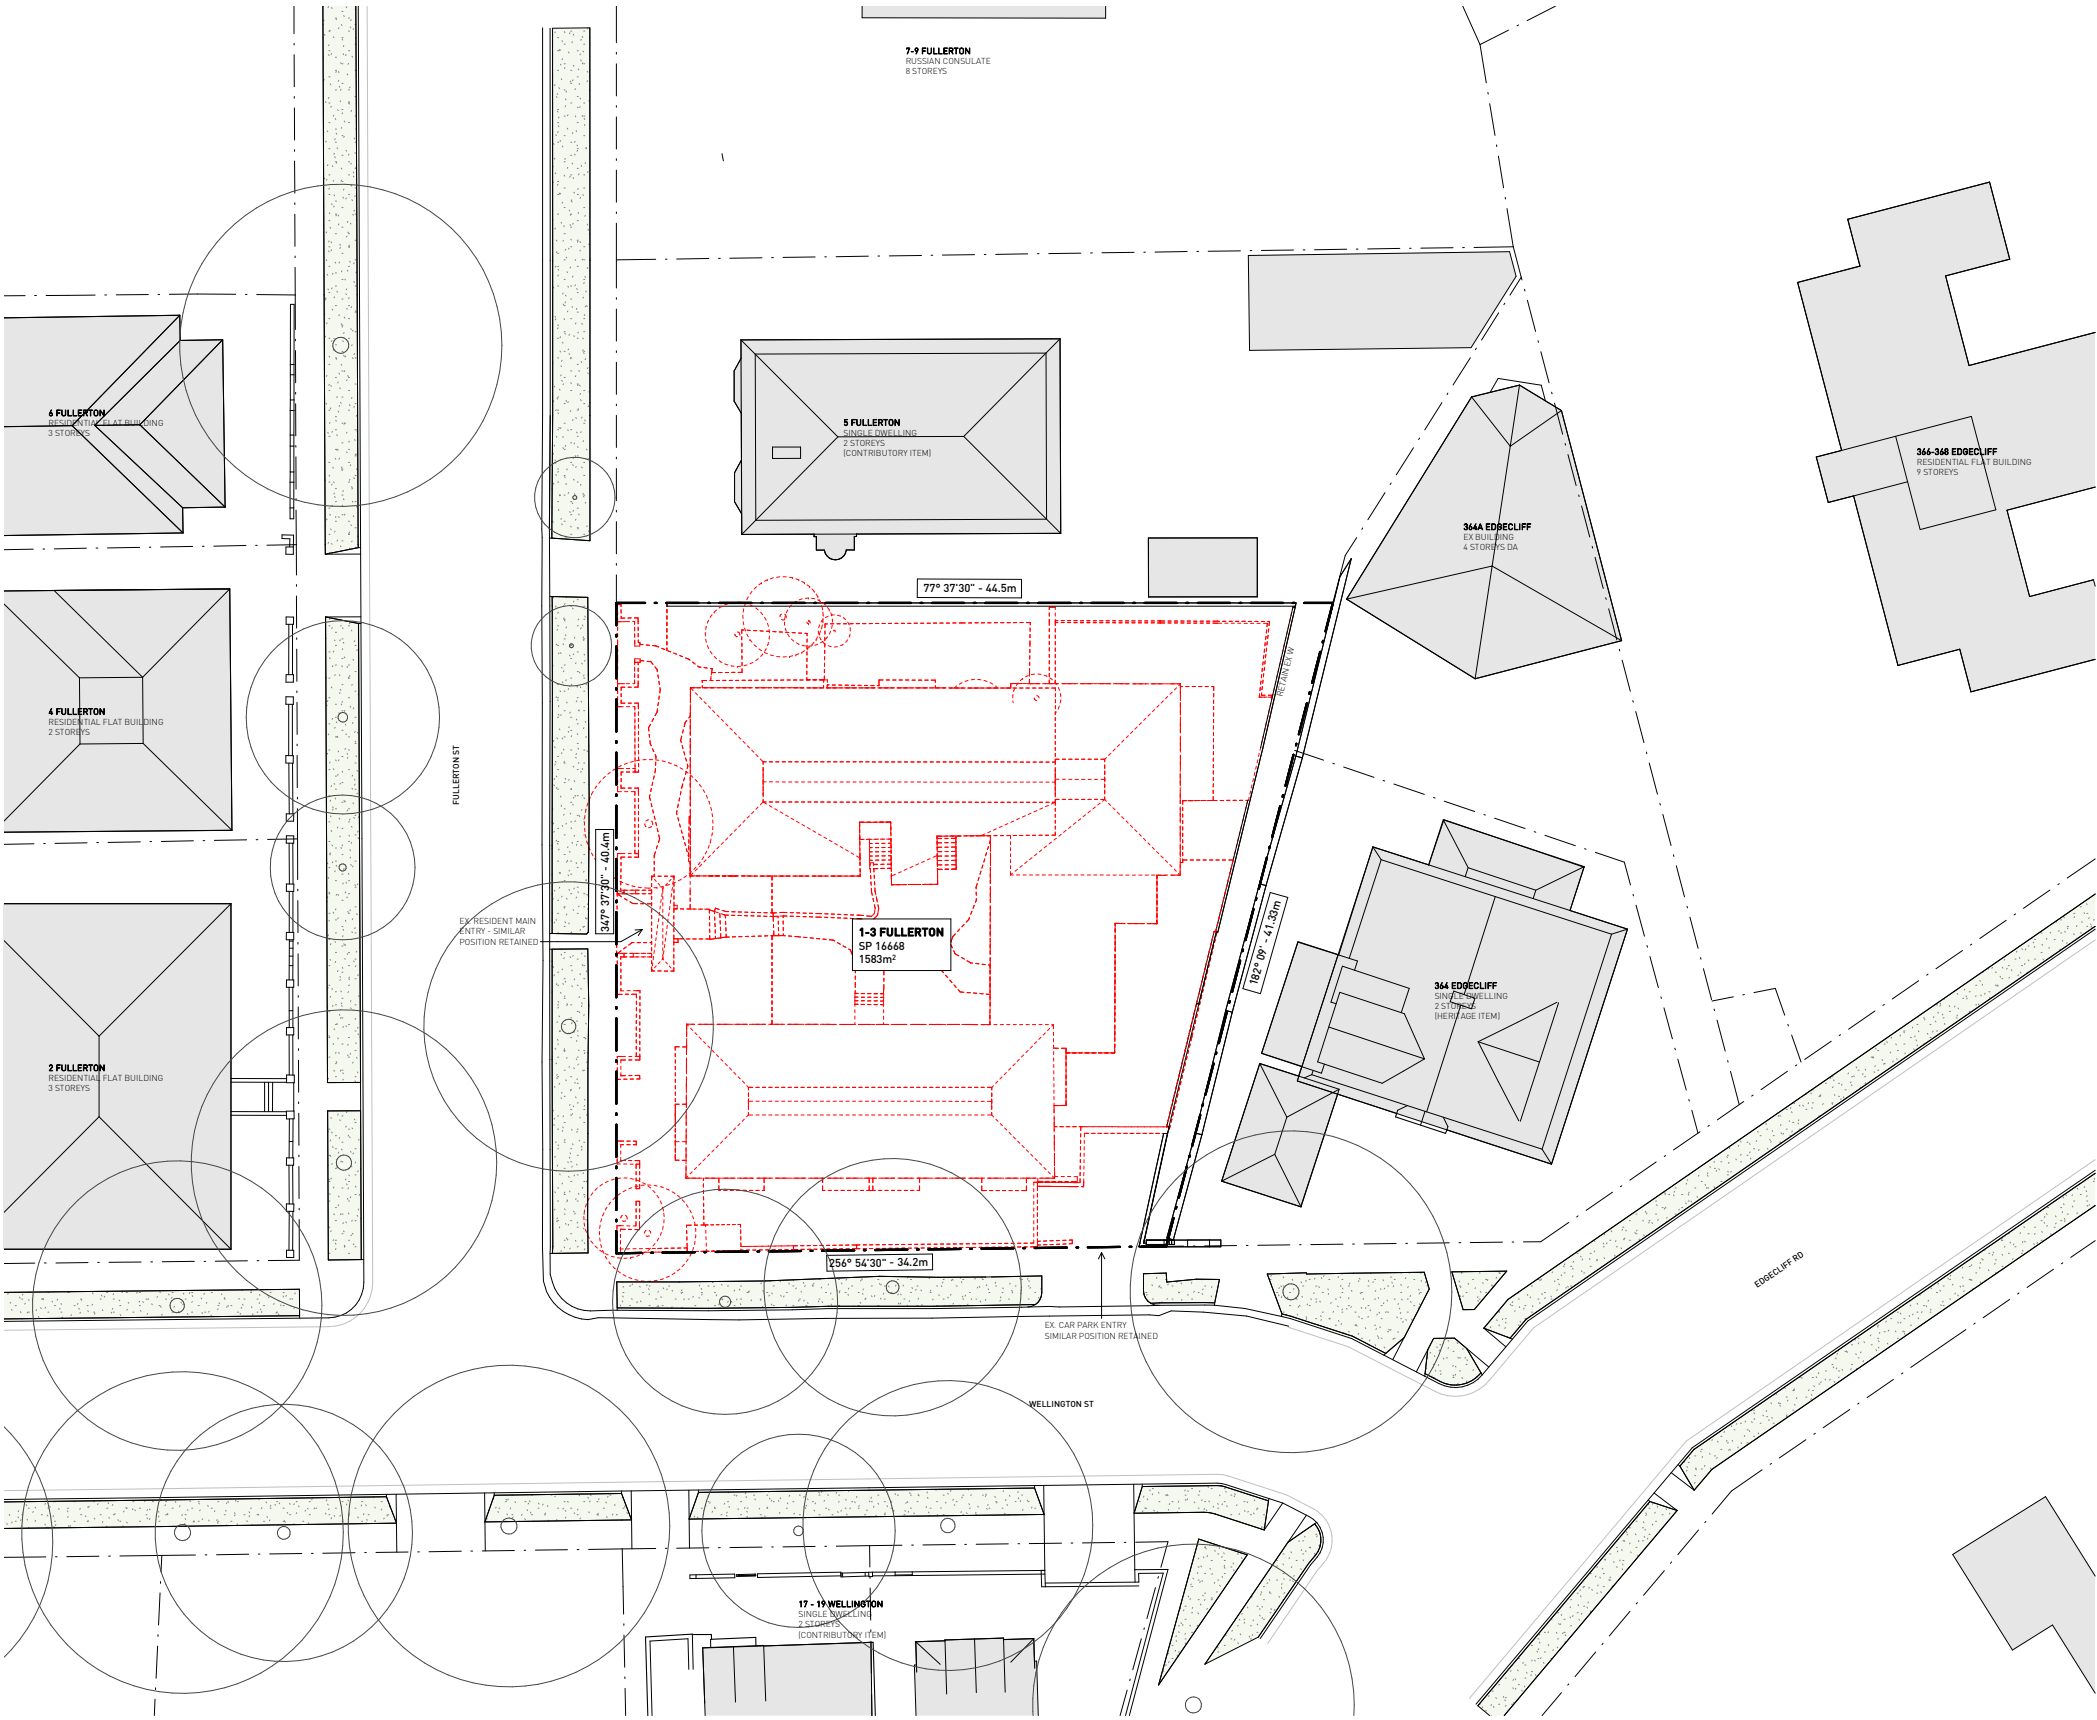 7-9 FULLERTON
RUSSIAN CONSULATE
8 STOREYS
6 FULLERTON
RESIDENTIAL FLAT BUILDING
3 STOREYS
5 FULLERTON
SINGLE DWELLING
2 STOREYS
(CONTRIBUTORY ITEM)
366-368 EDGECLIFF
RESIDENTIAL FLAT BUILDING
9 STOREYS
364A EDGECLIFF
EX BUILDING
4 STOREYS DA
77° 37'30" - 44.5m
RETAIN EX W
4 FULLERTON
RESIDENTIAL FLAT BUILDING
2 STOREYS
FULLERTON ST
347° 37'30" - 40.4m
EX. RESIDENT MAIN
ENTRY - SIMILAR
POSITION RETAINED
1-3 FULLERTON
SP 16668
1583m²
182° 09' - 41.33m
364 EDGECLIFF
SINGLE DWELLING
2 STOREYS
(HERITAGE ITEM)
2 FULLERTON
RESIDENTIAL FLAT BUILDING
3 STOREYS
256° 54'30" - 34.2m
EDGECLIFF RD
EX. CAR PARK ENTRY
SIMILAR POSITION RETAINED
WELLINGTON ST
17 - 19 WELLINGTON
SINGLE DWELLING
2 STOREYS
(CONTRIBUTORY ITEM)